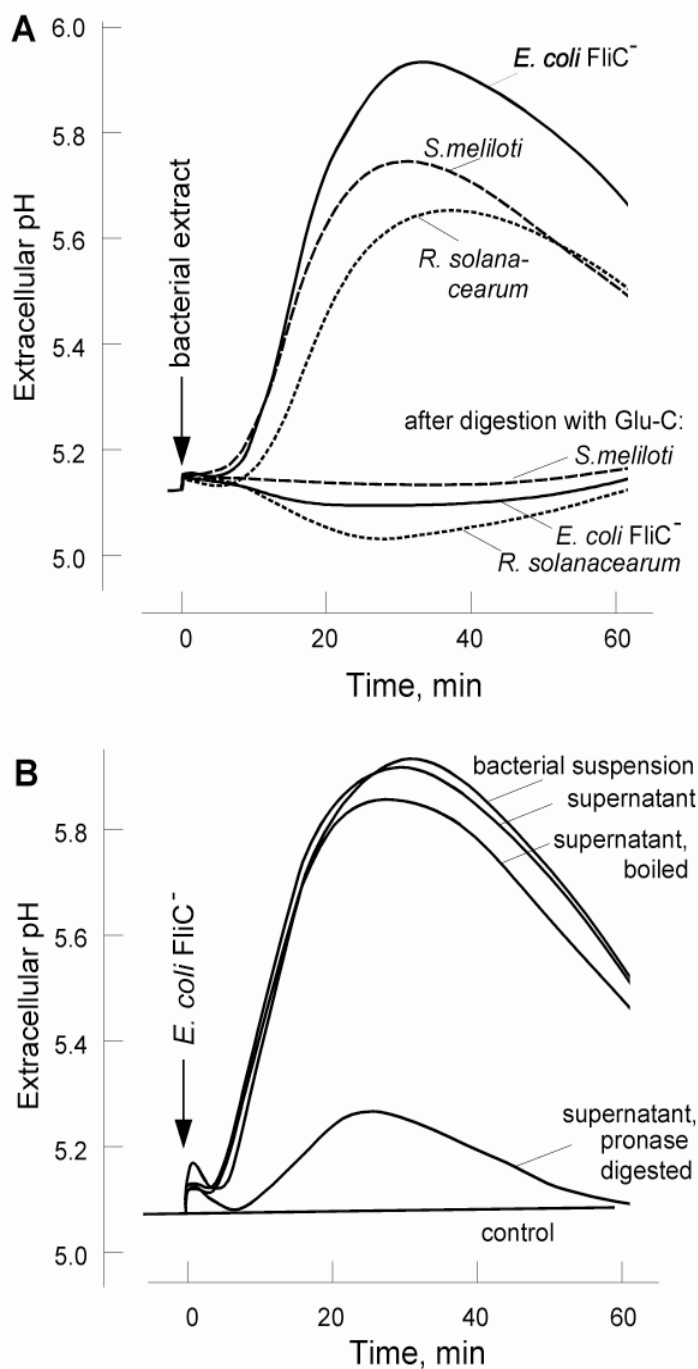 A
6.0
5.8
5.6
5.4
5.2
5.0
Extracellular pH
bacterial extract
E. coli FliC⁻
S.meliloti
R. solana-
cearum
after digestion with Glu-C:
S.meliloti
E. coli FliC⁻
R. solanacearum
0 20 40 60
Time, min
B
5.8
5.6
5.4
5.2
5.0
Extracellular pH
E. coli FliC⁻
bacterial suspension
supernatant
supernatant,
boiled
supernatant,
pronase
digested
control
0 20 40 60
Time, min